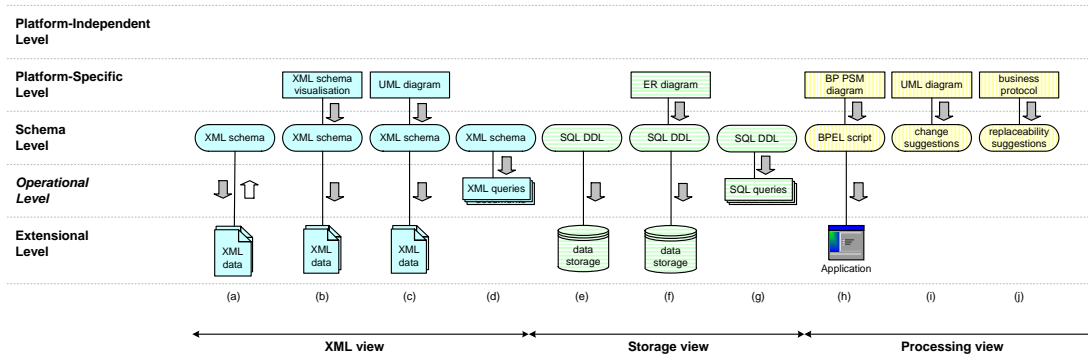 Platform-Independent
Level
Platform-Specific
Level
XML schema
visualisation
UML diagram
ER diagram
BP PSM
diagram
UML diagram
business
protocol
Schema
Level
XML schema
XML schema
XML schema
XML schema
SQL DDL
SQL DDL
SQL DDL
BPEL script
change
suggestions
replaceability
suggestions
Operational
Level
XML queries
SQL queries
Extensional
Level
XML
data
XML
data
XML
data
data
storage
data
storage
Application
(a)
(b)
(c)
(d)
(e)
(f)
(g)
(h)
(i)
(j)
XML view
Storage view
Processing view